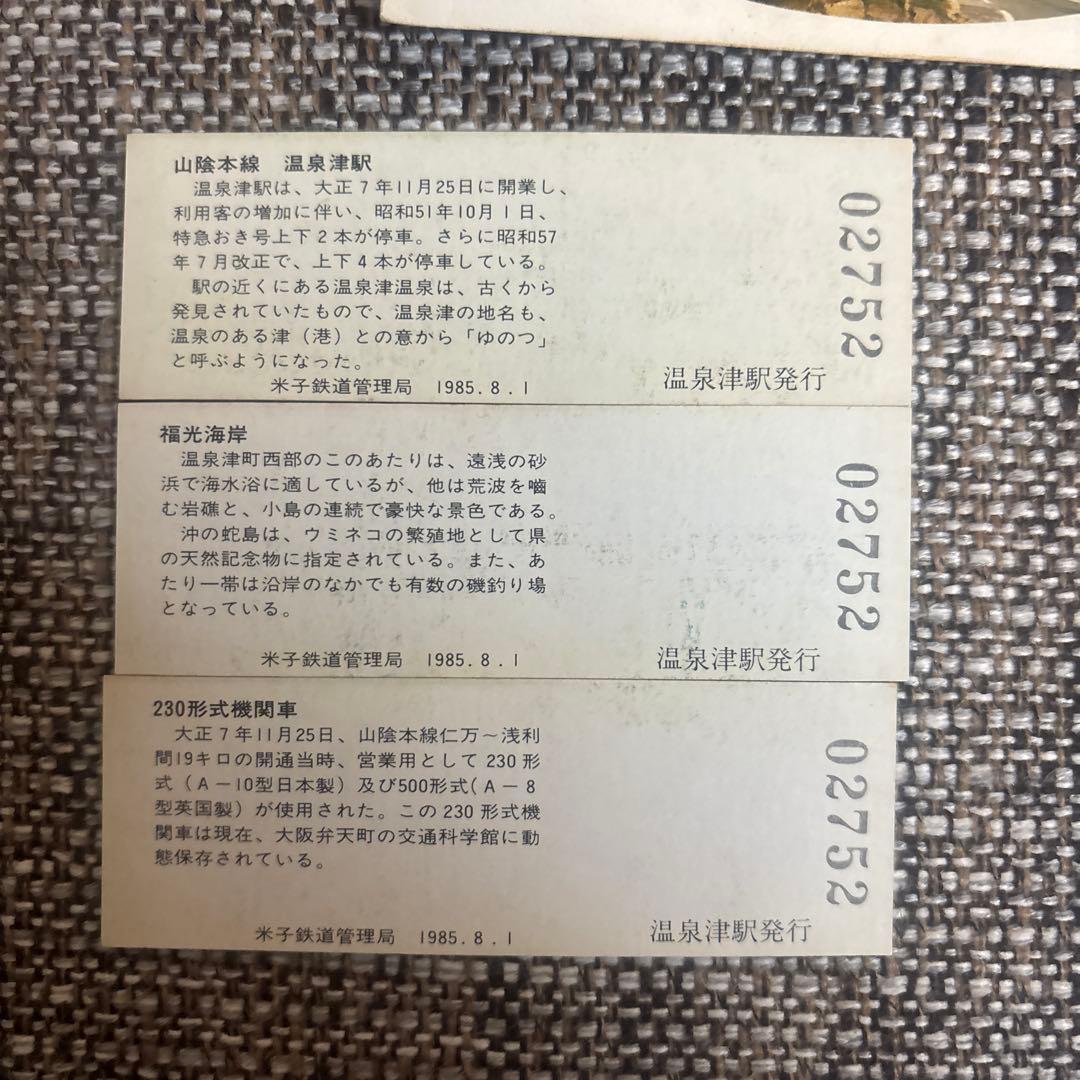 山陰本線　温泉津駅
温泉津駅は、大正7年11月25日に開業し、
利用客の増加に伴い、昭和51年10月1日、
特急おき号上下2本が停車。さらに昭和57
年7月改正で、上下4本が停車している。
駅の近くにある温泉津温泉は、古くから
発見されていたもので、温泉津の地名も、
温泉のある津（港）との意から「ゆのつ」
と呼ぶようになった。
米子鉄道管理局　1985.8.1
温泉津駅発行
02752
福光海岸
温泉津町西部のこのあたりは、遠浅の砂
浜で海水浴に適しているが、他は荒波を嚙
む岩礁と、小島の連続で豪快な景色である。
沖の蛇島は、ウミネコの繁殖地として県
の天然記念物に指定されている。また、あ
たり一帯は沿岸のなかでも有数の磯釣り場
となっている。
米子鉄道管理局　1985.8.1
温泉津駅発行
02752
230形式機関車
大正7年11月25日、山陰本線仁万～浅利
間19キロの開通当時、営業用として230形
式（A－10型日本製）及び500形式（A－8
型英国製）が使用された。この230形式機
関車は現在、大阪弁天町の交通科学館に動
態保存されている。
米子鉄道管理局　1985.8.1
温泉津駅発行
02752